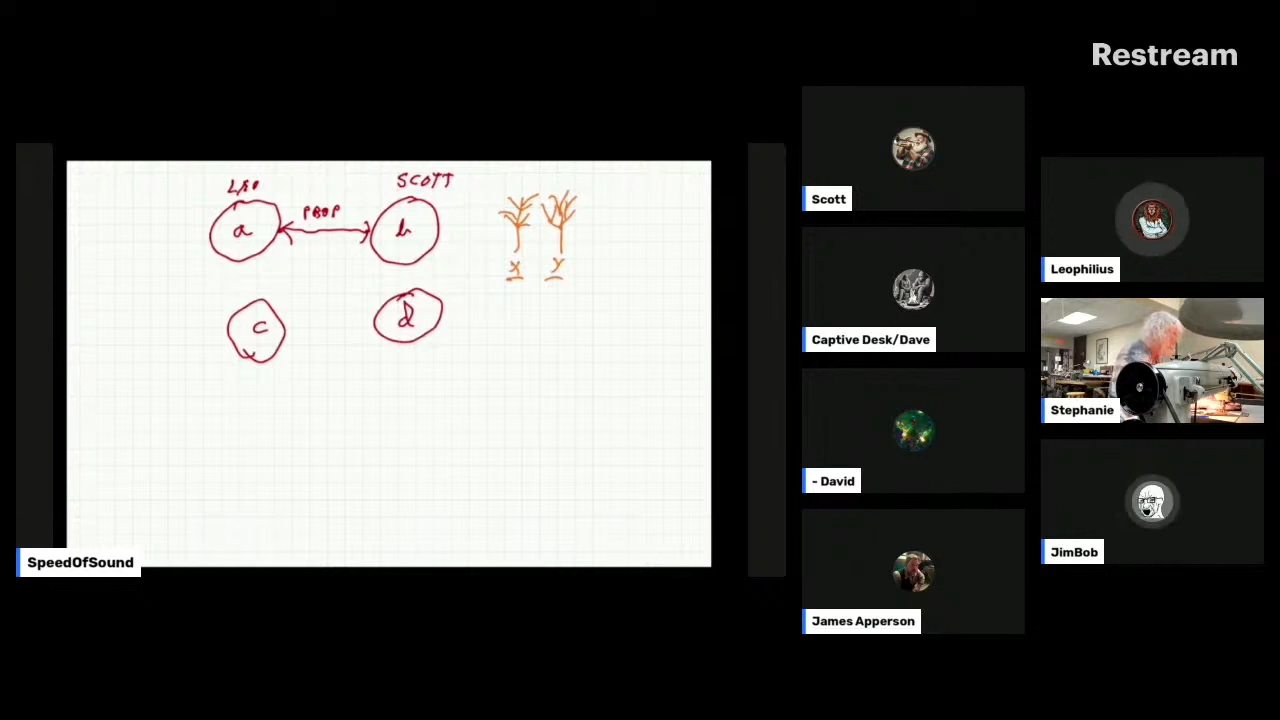 Restream
LEO
SCOTT
PROP
a
b
x
y
c
d
SpeedOfSound
Scott
Captive Desk/Dave
- David
James Apperson
Leophilius
Stephanie
JimBob